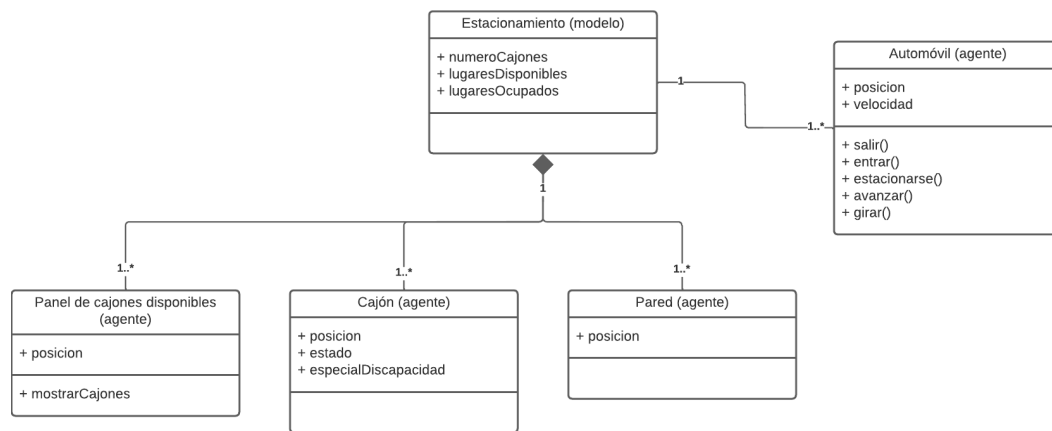 Estacionamiento (modelo)
+ numeroCajones
+ lugaresDisponibles
+ lugaresOcupados
1
1..*
Automóvil (agente)
+ posicion
+ velocidad
+ salir()
+ entrar()
+ estacionarse()
+ avanzar()
+ girar()
1
1..*
1..*
1..*
Panel de cajones disponibles
(agente)
+ posicion
+ mostrarCajones
Cajón (agente)
+ posicion
+ estado
+ especialDiscapacidad
Pared (agente)
+ posicion